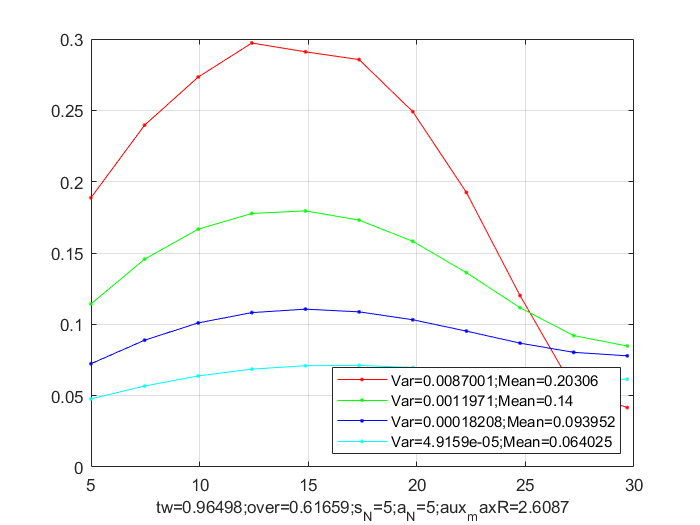 0.3
0.25
0.2
0.15
0.1
0.05
0
5
10
15
20
25
30
Var=0.0087001;Mean=0.20306
Var=0.0011971;Mean=0.14
Var=0.00018208;Mean=0.093952
Var=4.9159e-05;Mean=0.064025
tw=0.96498;over=0.61659;s_N=5;a_N=5;aux_maxR=2.6087